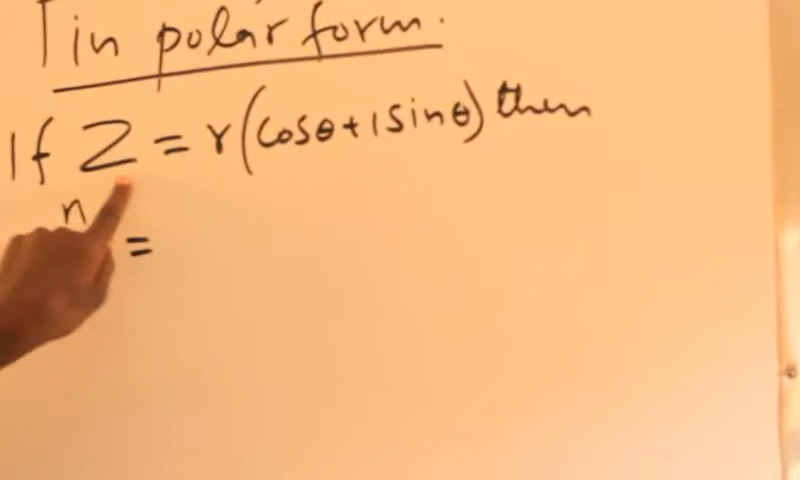 in polar form.
If Z = r(cosθ+isinθ) then
n =